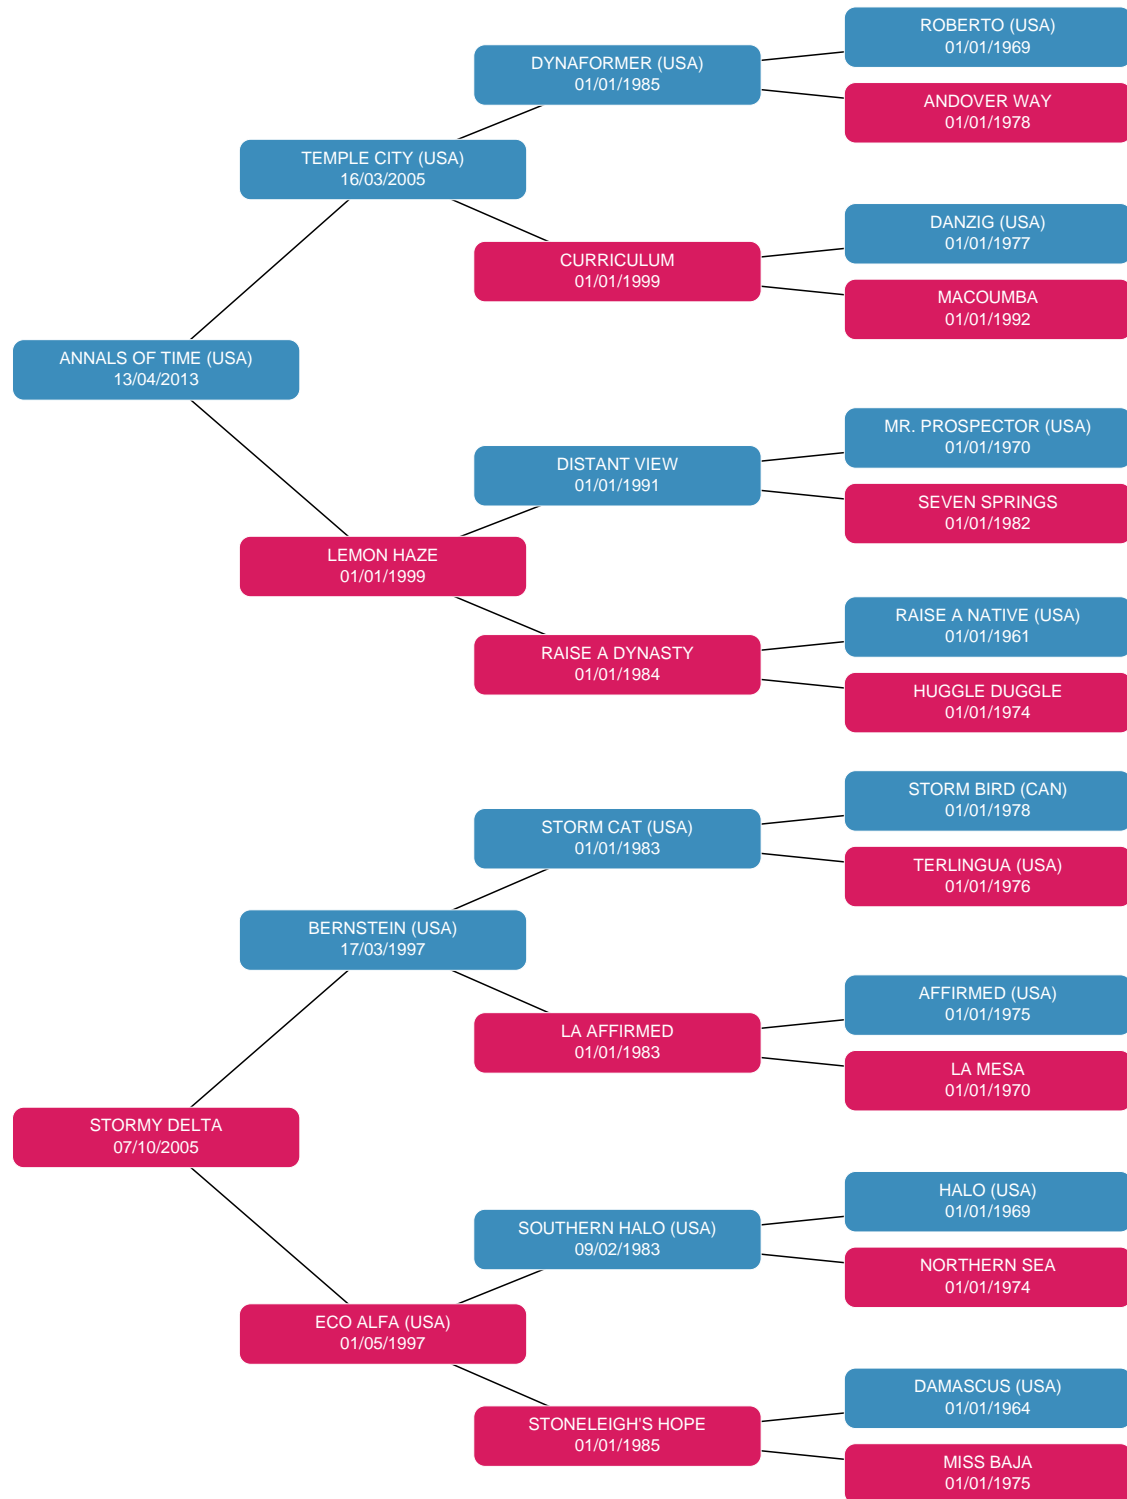 ROBERTO (USA)
01/01/1969
DYNAFORMER (USA)
01/01/1985
ANDOVER WAY
01/01/1978
TEMPLE CITY (USA)
16/03/2005
DANZIG (USA)
01/01/1977
CURRICULUM
01/01/1999
MACOUMBA
01/01/1992
ANNALS OF TIME (USA)
13/04/2013
MR. PROSPECTOR (USA)
01/01/1970
DISTANT VIEW
01/01/1991
SEVEN SPRINGS
01/01/1982
LEMON HAZE
01/01/1999
RAISE A NATIVE (USA)
01/01/1961
RAISE A DYNASTY
01/01/1984
HUGGLE DUGGLE
01/01/1974
STORM BIRD (CAN)
01/01/1978
STORM CAT (USA)
01/01/1983
TERLINGUA (USA)
01/01/1976
BERNSTEIN (USA)
17/03/1997
AFFIRMED (USA)
01/01/1975
LA AFFIRMED
01/01/1983
LA MESA
01/01/1970
STORMY DELTA
07/10/2005
HALO (USA)
01/01/1969
SOUTHERN HALO (USA)
09/02/1983
NORTHERN SEA
01/01/1974
ECO ALFA (USA)
01/05/1997
DAMASCUS (USA)
01/01/1964
STONELEIGH'S HOPE
01/01/1985
MISS BAJA
01/01/1975